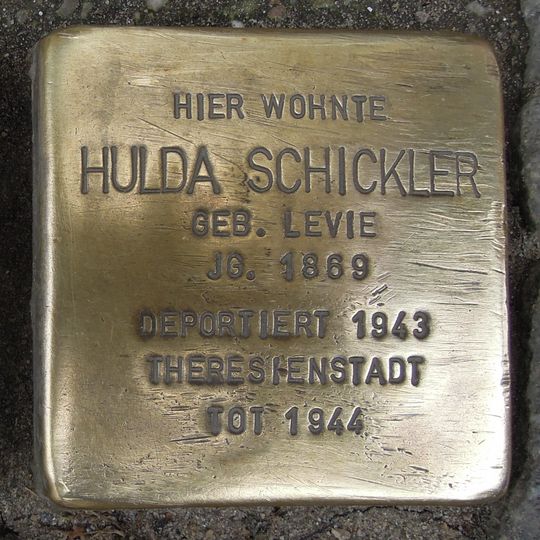 HIER WOHNTE
HULDA SCHICKLER
GEB. LEVIE
JG. 1869
DEPORTIERT 1943
THERESIENSTADT
TOT 1944